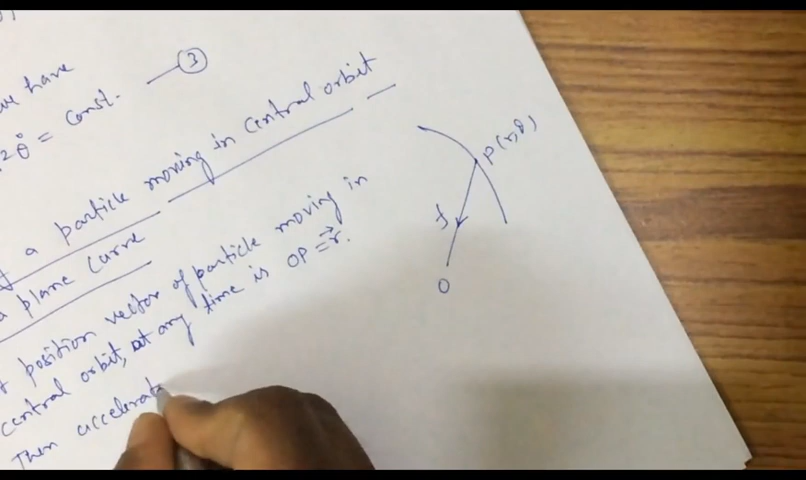 we have
²θ̇ = const. — ③
a particle moving in central orbit
a plane curve
position vector of particle moving in
central orbit, at any time is OP = r⃗.
Then accelerat
P(r,θ)
f
O